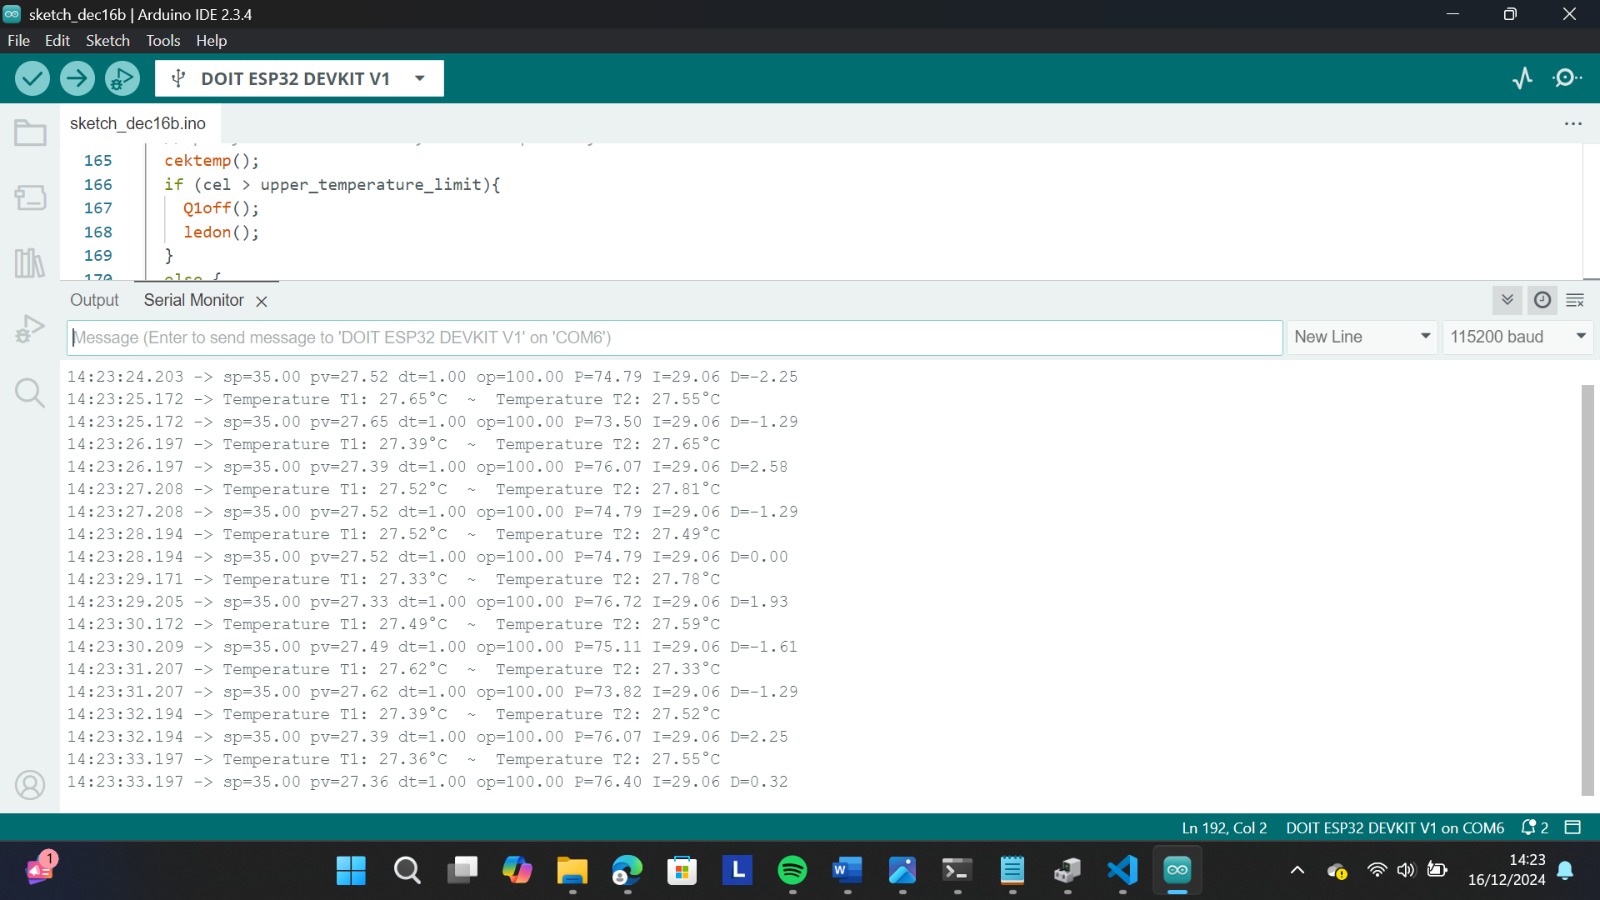 sketch_dec16b | Arduino IDE 2.3.4
File Edit Sketch Tools Help
DOIT ESP32 DEVKIT V1
sketch_dec16b.ino
165 cektemp();
166 if (cel > upper_temperature_limit){
167 Q1off();
168 ledon();
169 }
170 else {
Output Serial Monitor
Message (Enter to send message to 'DOIT ESP32 DEVKIT V1' on 'COM6') New Line 115200 baud
14:23:24.203 -> sp=35.00 pv=27.52 dt=1.00 op=100.00 P=74.79 I=29.06 D=-2.25
14:23:25.172 -> Temperature T1: 27.65°C ~ Temperature T2: 27.55°C
14:23:25.172 -> sp=35.00 pv=27.65 dt=1.00 op=100.00 P=73.50 I=29.06 D=-1.29
14:23:26.197 -> Temperature T1: 27.39°C ~ Temperature T2: 27.65°C
14:23:26.197 -> sp=35.00 pv=27.39 dt=1.00 op=100.00 P=76.07 I=29.06 D=2.58
14:23:27.208 -> Temperature T1: 27.52°C ~ Temperature T2: 27.81°C
14:23:27.208 -> sp=35.00 pv=27.52 dt=1.00 op=100.00 P=74.79 I=29.06 D=-1.29
14:23:28.194 -> Temperature T1: 27.52°C ~ Temperature T2: 27.49°C
14:23:28.194 -> sp=35.00 pv=27.52 dt=1.00 op=100.00 P=74.79 I=29.06 D=0.00
14:23:29.171 -> Temperature T1: 27.33°C ~ Temperature T2: 27.78°C
14:23:29.205 -> sp=35.00 pv=27.33 dt=1.00 op=100.00 P=76.72 I=29.06 D=1.93
14:23:30.172 -> Temperature T1: 27.49°C ~ Temperature T2: 27.59°C
14:23:30.209 -> sp=35.00 pv=27.49 dt=1.00 op=100.00 P=75.11 I=29.06 D=-1.61
14:23:31.207 -> Temperature T1: 27.62°C ~ Temperature T2: 27.33°C
14:23:31.207 -> sp=35.00 pv=27.62 dt=1.00 op=100.00 P=73.82 I=29.06 D=-1.29
14:23:32.194 -> Temperature T1: 27.39°C ~ Temperature T2: 27.52°C
14:23:32.194 -> sp=35.00 pv=27.39 dt=1.00 op=100.00 P=76.07 I=29.06 D=2.25
14:23:33.197 -> Temperature T1: 27.36°C ~ Temperature T2: 27.55°C
14:23:33.197 -> sp=35.00 pv=27.36 dt=1.00 op=100.00 P=76.40 I=29.06 D=0.32
Ln 192, Col 2 DOIT ESP32 DEVKIT V1 on COM6 2
1
L
W
14:23
16/12/2024